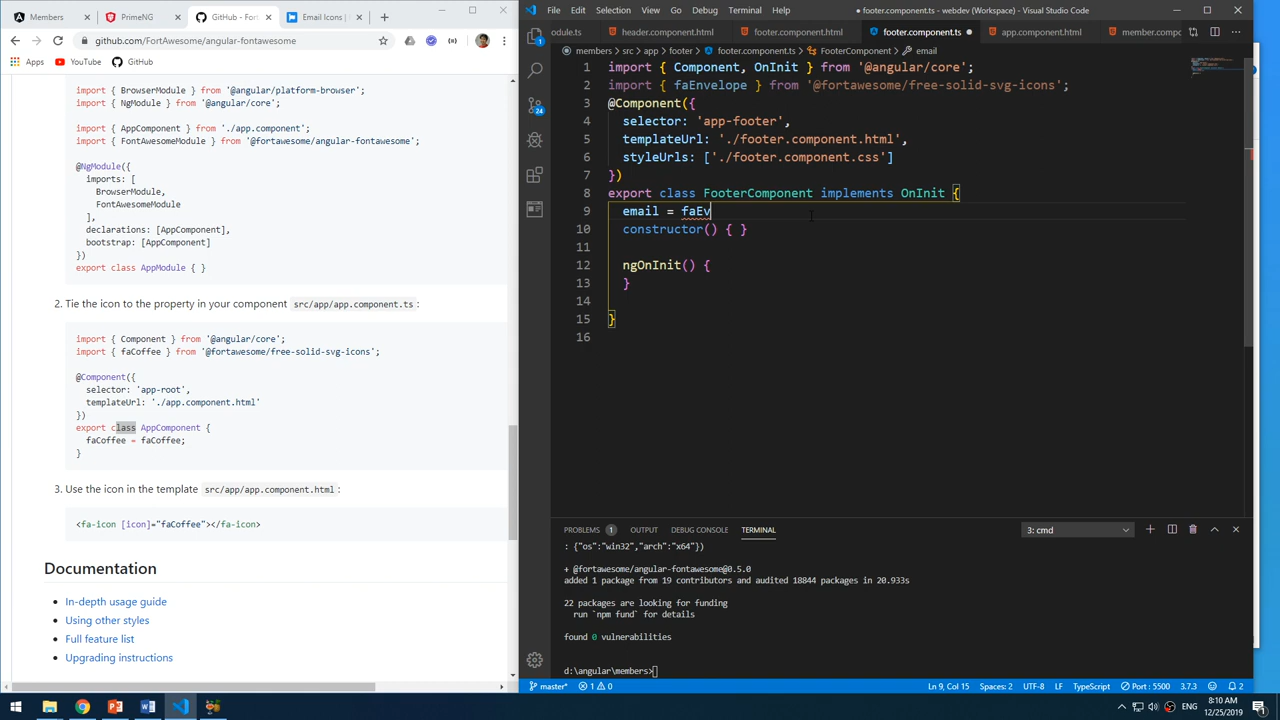 Members
PrimeNG
GitHub - Fort
Email Icons |
github.com/FortAwesome/angular-fontawesome
Apps
YouTube
GitHub
import { BrowserModule } from '@angular/platform-browser';
import { NgModule } from '@angular/core';
import { AppComponent } from './app.component';
import { FontAwesomeModule } from '@fortawesome/angular-fontawesome';
@NgModule({
imports: [
BrowserModule,
FontAwesomeModule
],
declarations: [AppComponent],
bootstrap: [AppComponent]
})
export class AppModule { }
2. Tie the icon to the property in your component src/app/app.component.ts :
import { Component } from '@angular/core';
import { faCoffee } from '@fortawesome/free-solid-svg-icons';
@Component({
selector: 'app-root',
templateUrl: './app.component.html'
})
export class AppComponent {
faCoffee = faCoffee;
}
3. Use the icon in the template src/app/app.component.html :
<fa-icon [icon]="faCoffee"></fa-icon>
Documentation
In-depth usage guide
Using other styles
Full feature list
Upgrading instructions
File Edit Selection View Go Debug Terminal Help
● footer.component.ts - webdev (Workspace) - Visual Studio Code
odule.ts
header.component.html
footer.component.html
footer.component.ts
app.component.html
member.compo
members > src > app > footer > footer.component.ts > FooterComponent > email
1 import { Component, OnInit } from '@angular/core';
2 import { faEnvelope } from '@fortawesome/free-solid-svg-icons';
3 @Component({
4 selector: 'app-footer',
5 templateUrl: './footer.component.html',
6 styleUrls: ['./footer.component.css']
7 })
8 export class FooterComponent implements OnInit {
9 email = faEv
10 constructor() { }
11
12 ngOnInit() {
13 }
14
15 }
16
1
24
PROBLEMS 1 OUTPUT DEBUG CONSOLE TERMINAL
3: cmd
: {"os":"win32","arch":"x64"})
+ @fortawesome/angular-fontawesome@0.5.0
added 1 package from 19 contributors and audited 18844 packages in 20.933s
22 packages are looking for funding
run `npm fund` for details
found 0 vulnerabilities
d:\angular\members>
master* 1 0
Ln 9, Col 15 Spaces: 2 UTF-8 LF TypeScript Port : 5500 3.7.3 2
ENG
8:10 AM
12/25/2019
1